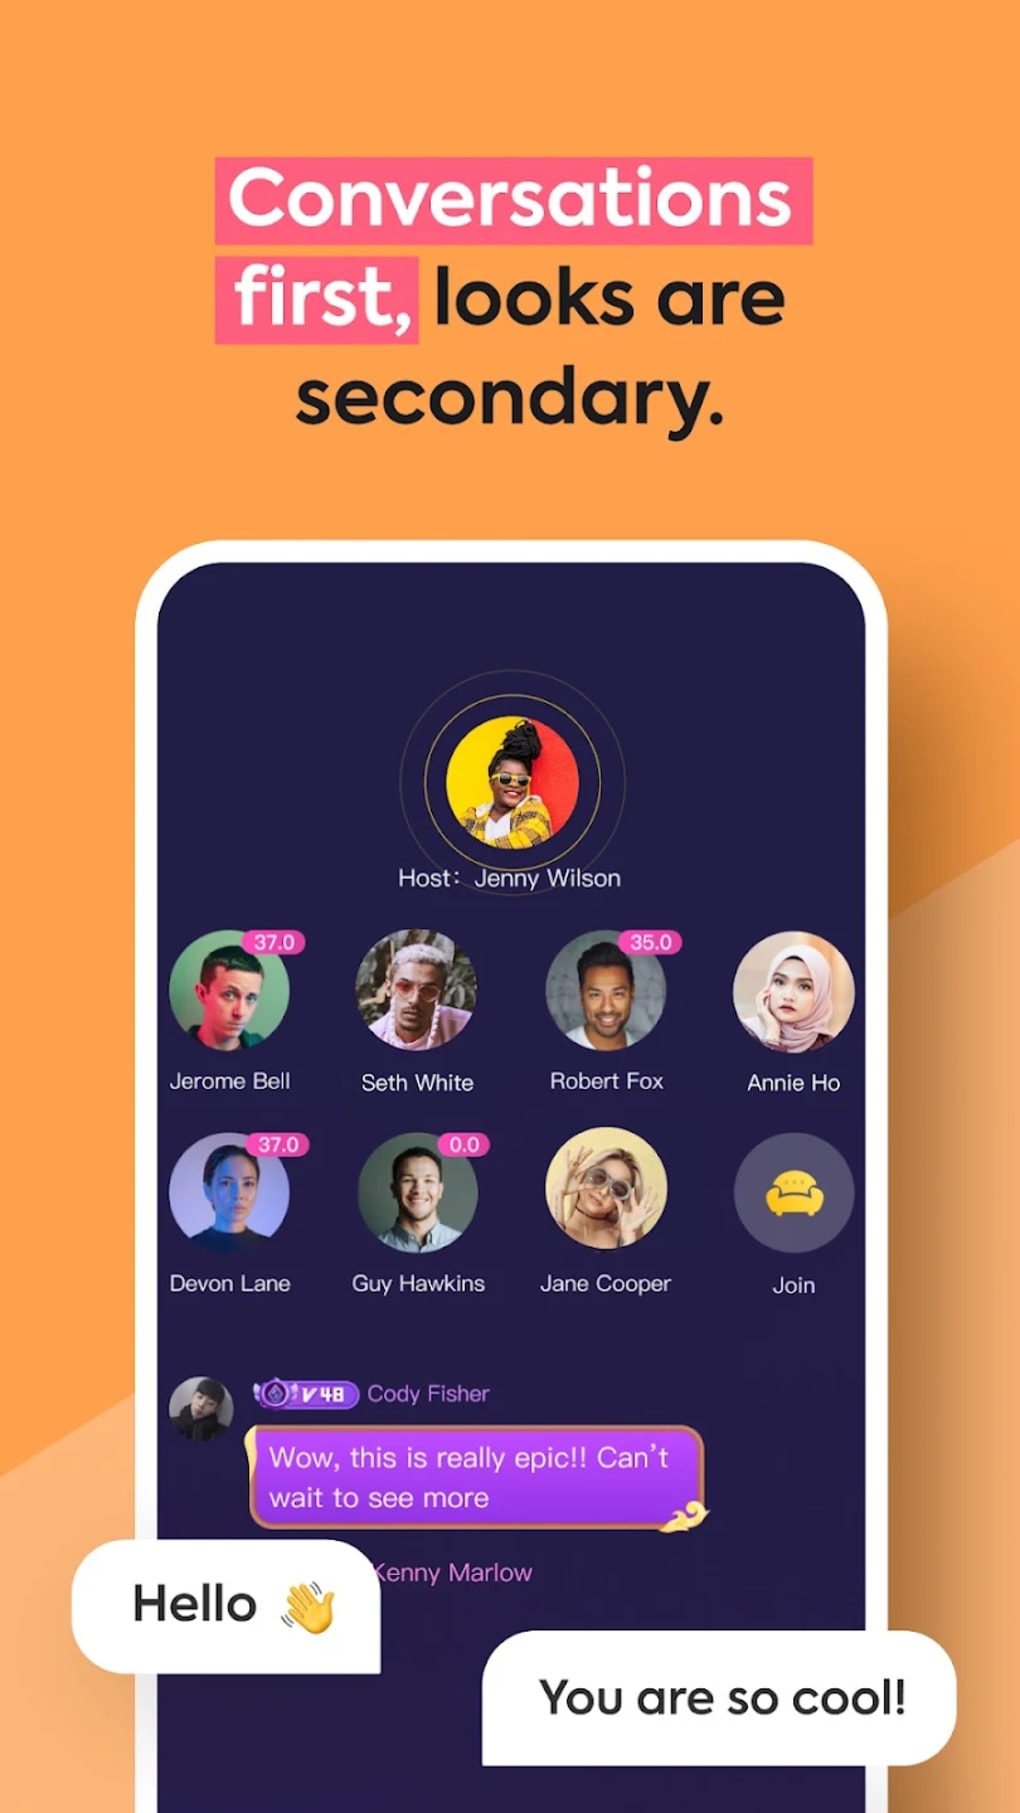 Conversations
first, looks are
secondary.
Host: Jenny Wilson
37.0
35.0
Jerome Bell
Seth White
Robert Fox
Annie Ho
37.0
0.0
Devon Lane
Guy Hawkins
Jane Cooper
Join
V 48 Cody Fisher
Wow, this is really epic!! Can't
wait to see more
Kenny Marlow
Hello 👋
You are so cool!